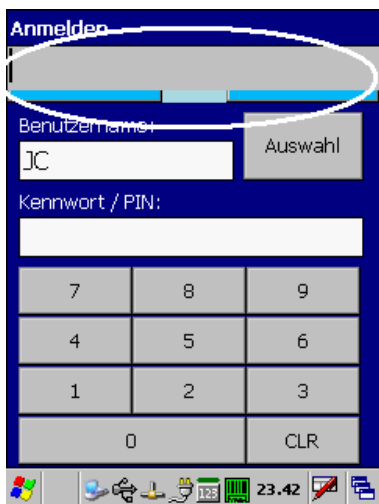 Anmelden
Benutzername:
JC
Auswahl
Kennwort / PIN:
7 8 9
4 5 6
1 2 3
0 CLR
123 23.42